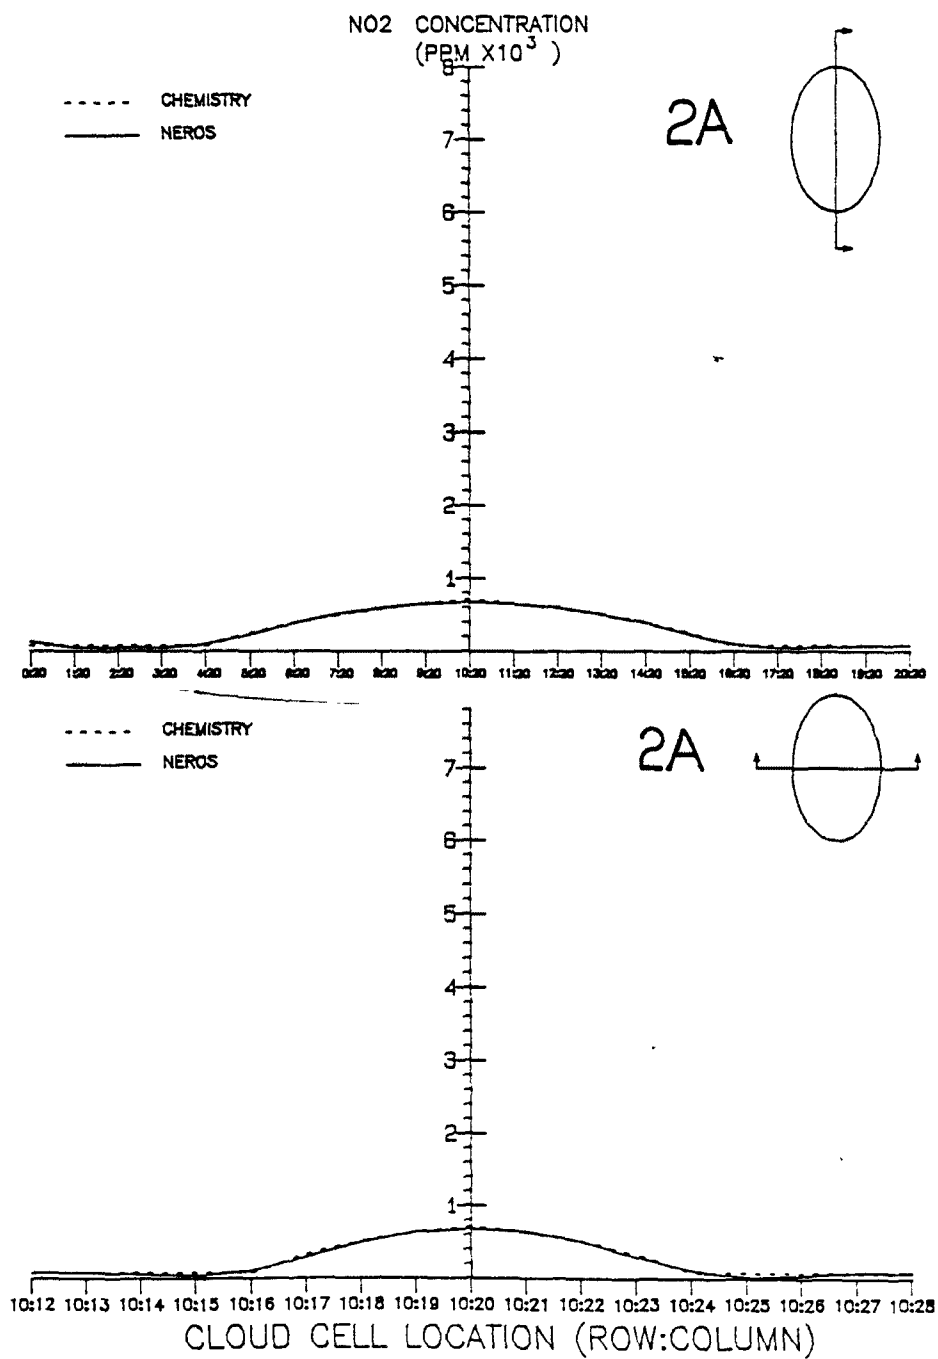 NO2 CONCENTRATION
(PPM X10³ )
8
CHEMISTRY
NEROS
2A
7
6
5
4
3
2
1
0:20 1:20 2:20 3:20 4:20 5:20 6:20 7:20 8:20 9:20 10:20 11:20 12:20 13:20 14:20 15:20 16:20 17:20 18:20 19:20 20:20
CHEMISTRY
NEROS
2A
7
6
5
4
3
2
1
10:12 10:13 10:14 10:15 10:16 10:17 10:18 10:19 10:20 10:21 10:22 10:23 10:24 10:25 10:26 10:27 10:28
CLOUD CELL LOCATION (ROW:COLUMN)